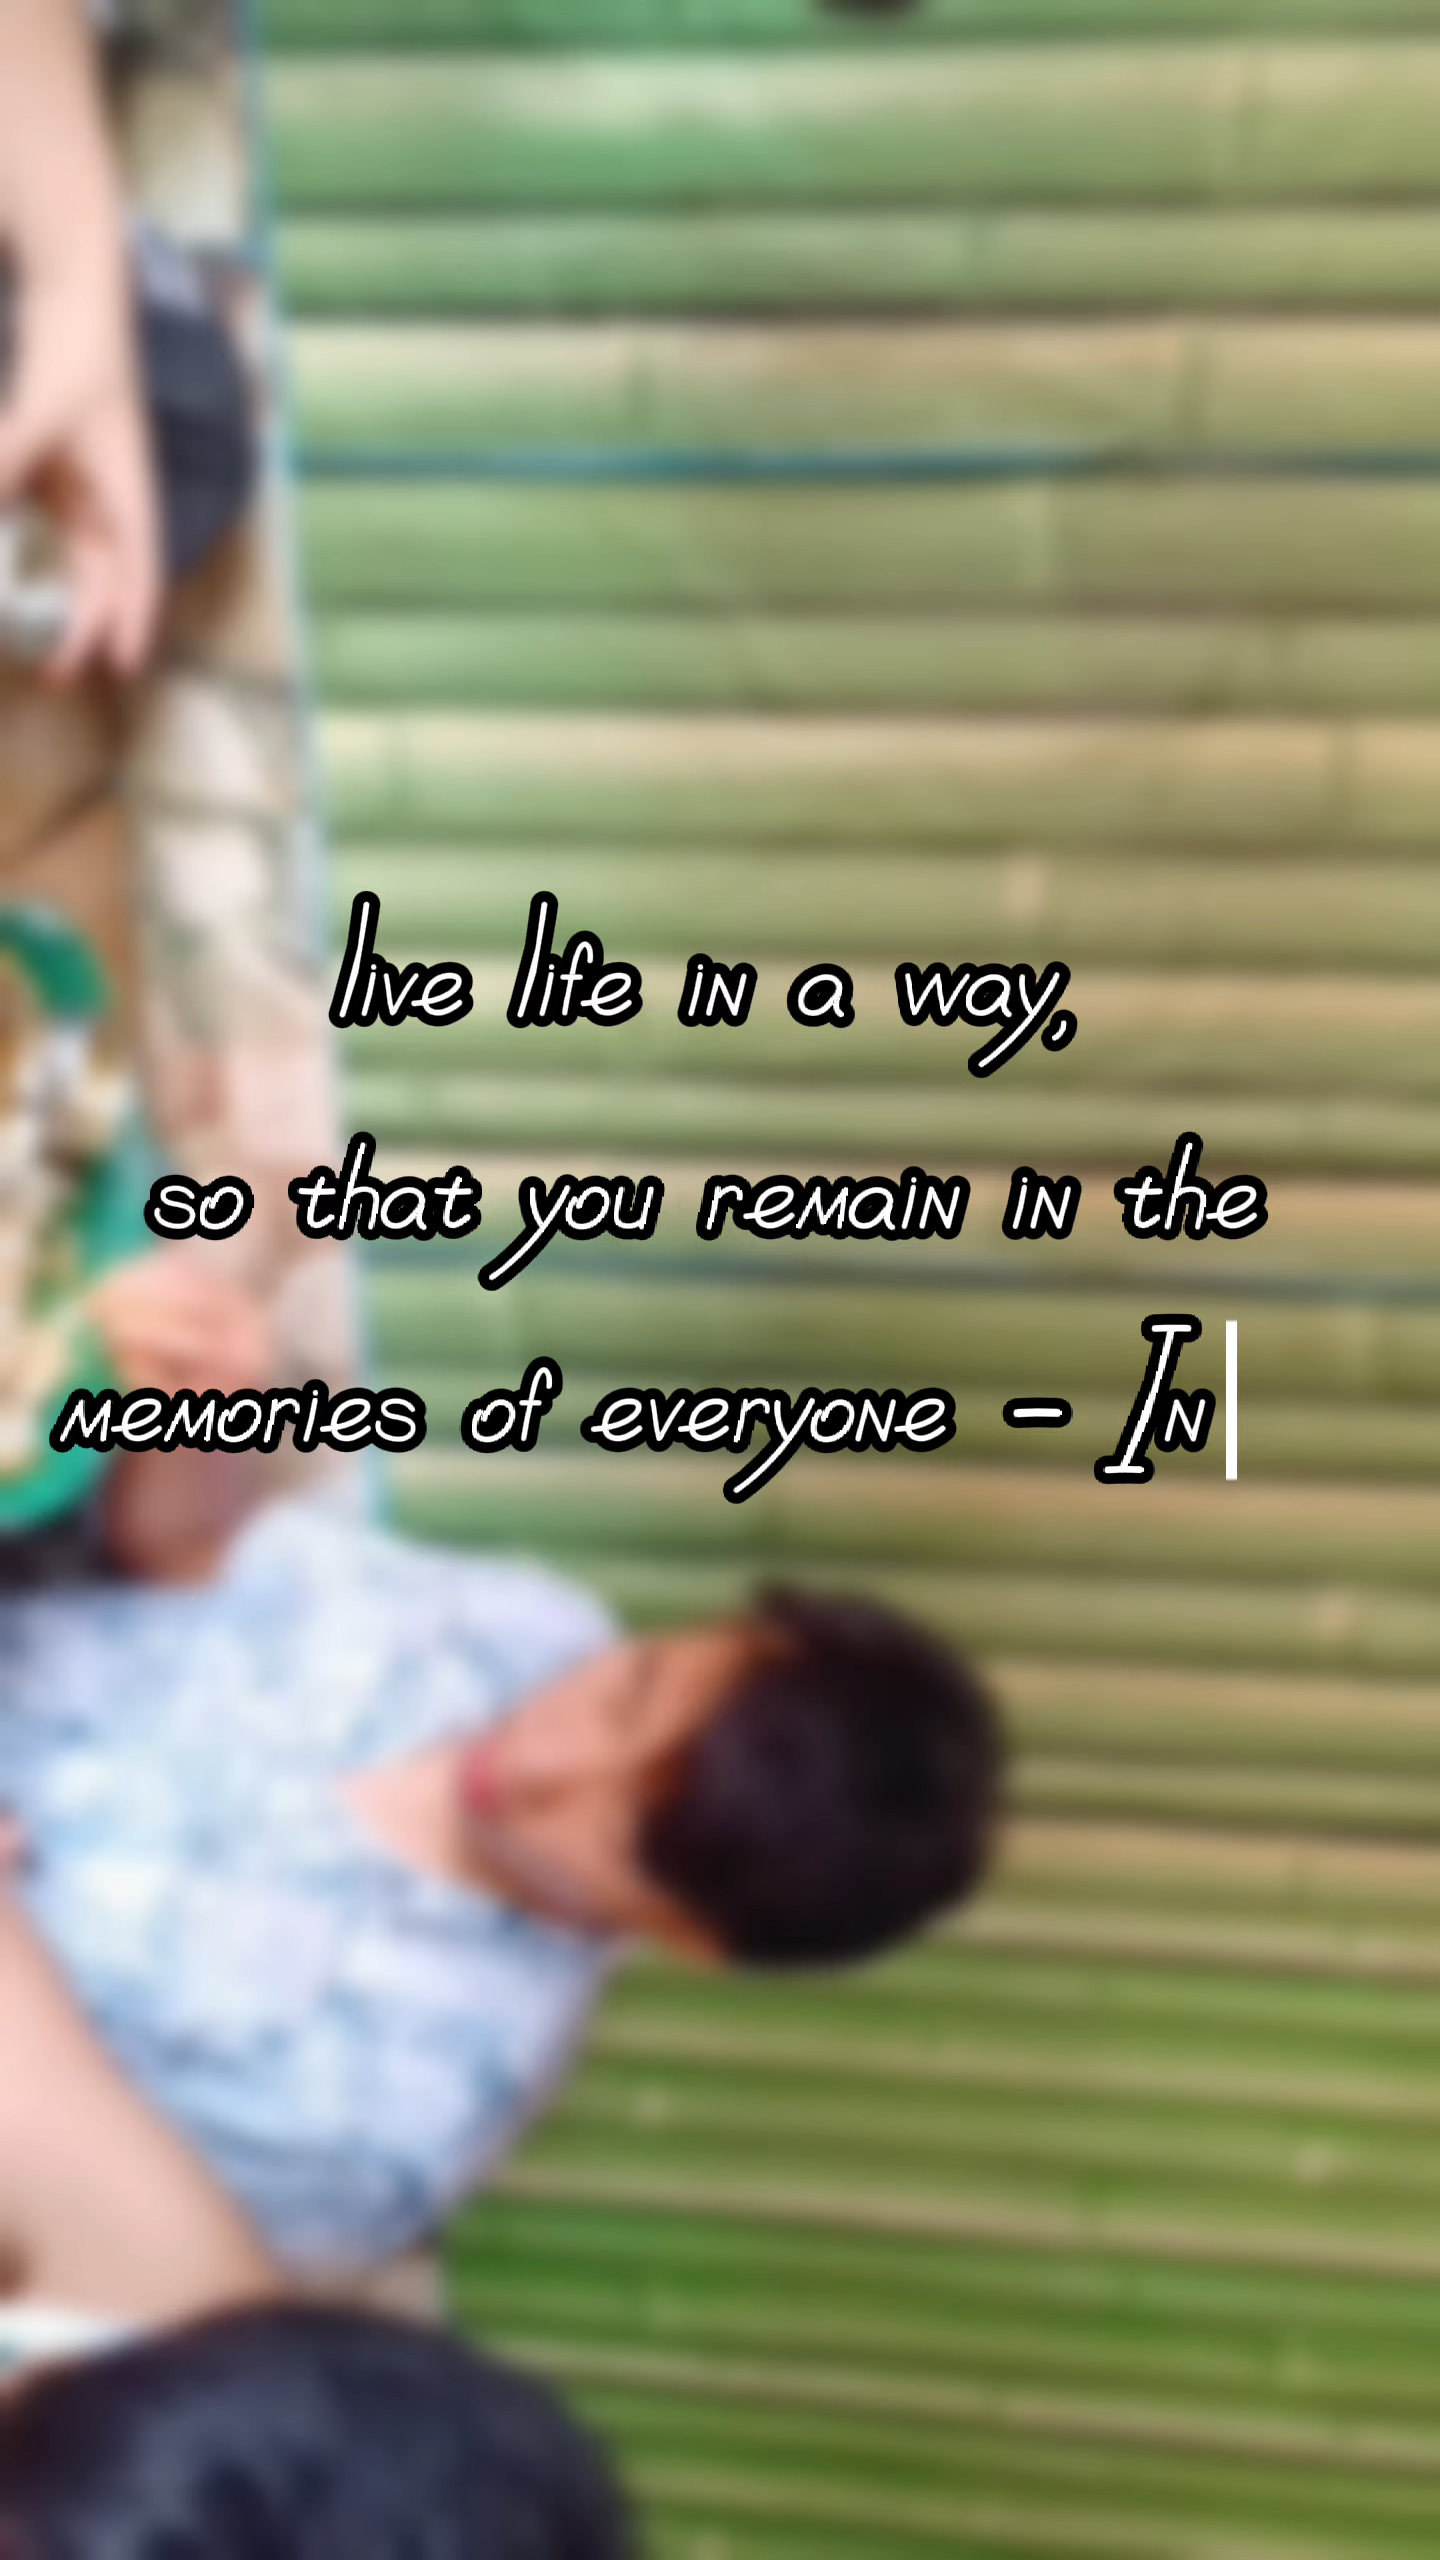 live life in a way,
so that you remain in the
memories of everyone - In